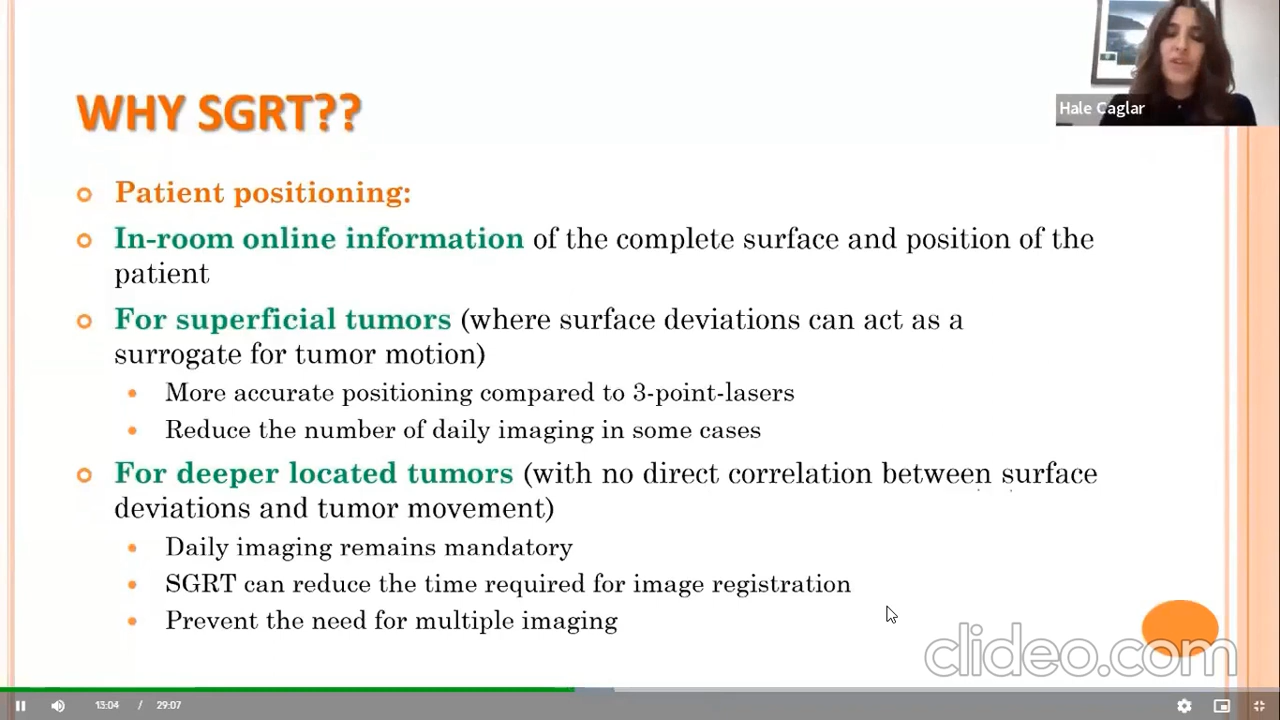 WHY SGRT??
Hale Caglar
Patient positioning:
In-room online information of the complete surface and position of the
patient
For superficial tumors (where surface deviations can act as a
surrogate for tumor motion)
More accurate positioning compared to 3-point-lasers
Reduce the number of daily imaging in some cases
For deeper located tumors (with no direct correlation between surface
deviations and tumor movement)
Daily imaging remains mandatory
SGRT can reduce the time required for image registration
Prevent the need for multiple imaging
clideo.com
13:04 / 29:07